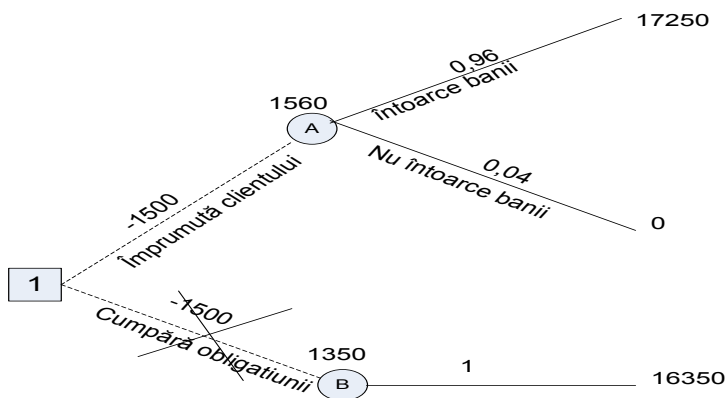 17250
0,96
întoarce banii
1560
A
0,04
Nu întoarce banii
0
-1500
Împrumută clientului
1
-1500
Cumpără obligatiunii
1350
B
1
16350